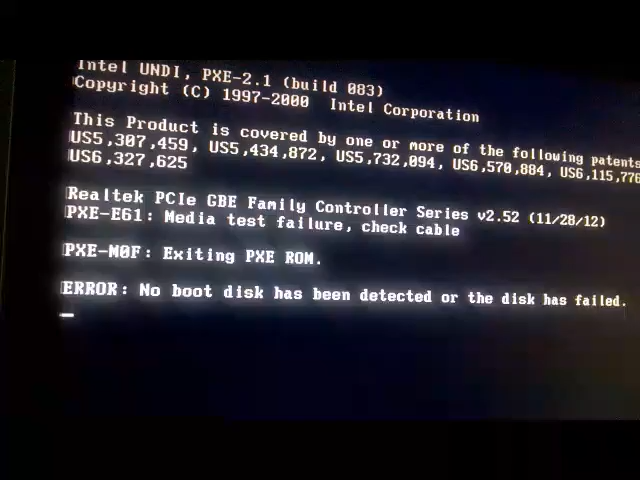 Intel UNDI, PXE-2.1 (build 083)
Copyright (C) 1997-2000 Intel Corporation
This Product is covered by one or more of the following patents
US5,307,459, US5,434,872, US5,732,094, US6,570,884, US6,115,776
US6,327,625
Realtek PCIe GBE Family Controller Series v2.52 (11/28/12)
PXE-E61: Media test failure, check cable
PXE-M0F: Exiting PXE ROM.
ERROR: No boot disk has been detected or the disk has failed.